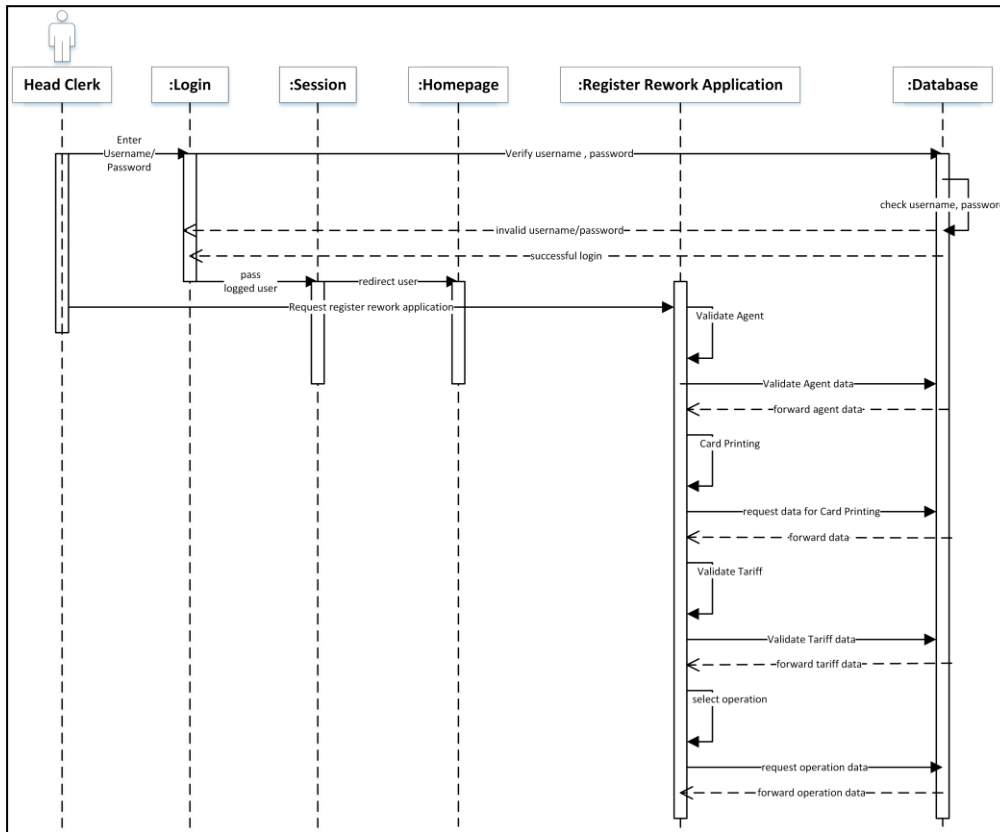 Head Clerk
:Login
:Session
:Homepage
:Register Rework Application
:Database
Enter
Username/
Password
Verify username , password
check username, password
invalid username/password
successful login
pass
logged user
redirect user
Request register rework application
Validate Agent
Validate Agent data
forward agent data
Card Printing
request data for Card Printing
forward data
Validate Tariff
Validate Tariff data
forward tariff data
select operation
request operation data
forward operation data